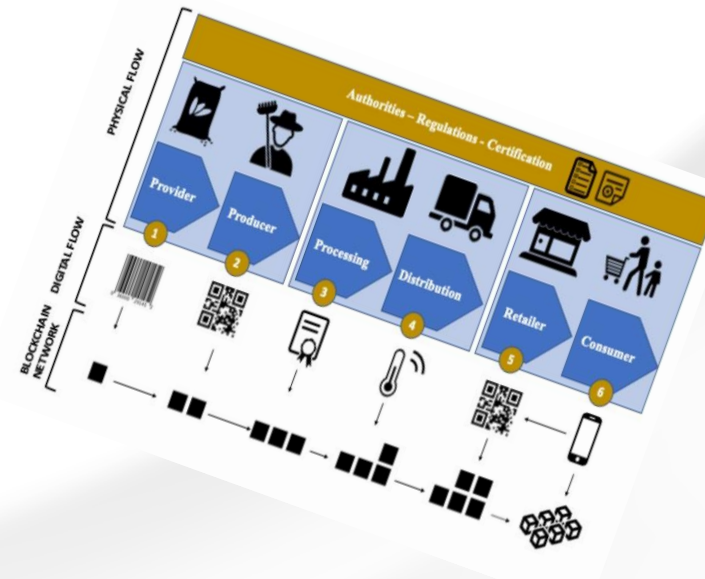 PHYSICAL FLOW
Authorities – Regulations - Certification
Provider
Producer
Processing
Distribution
Retailer
Consumer
1
2
3
4
5
6
DIGITAL FLOW
BLOCKCHAIN
NETWORK